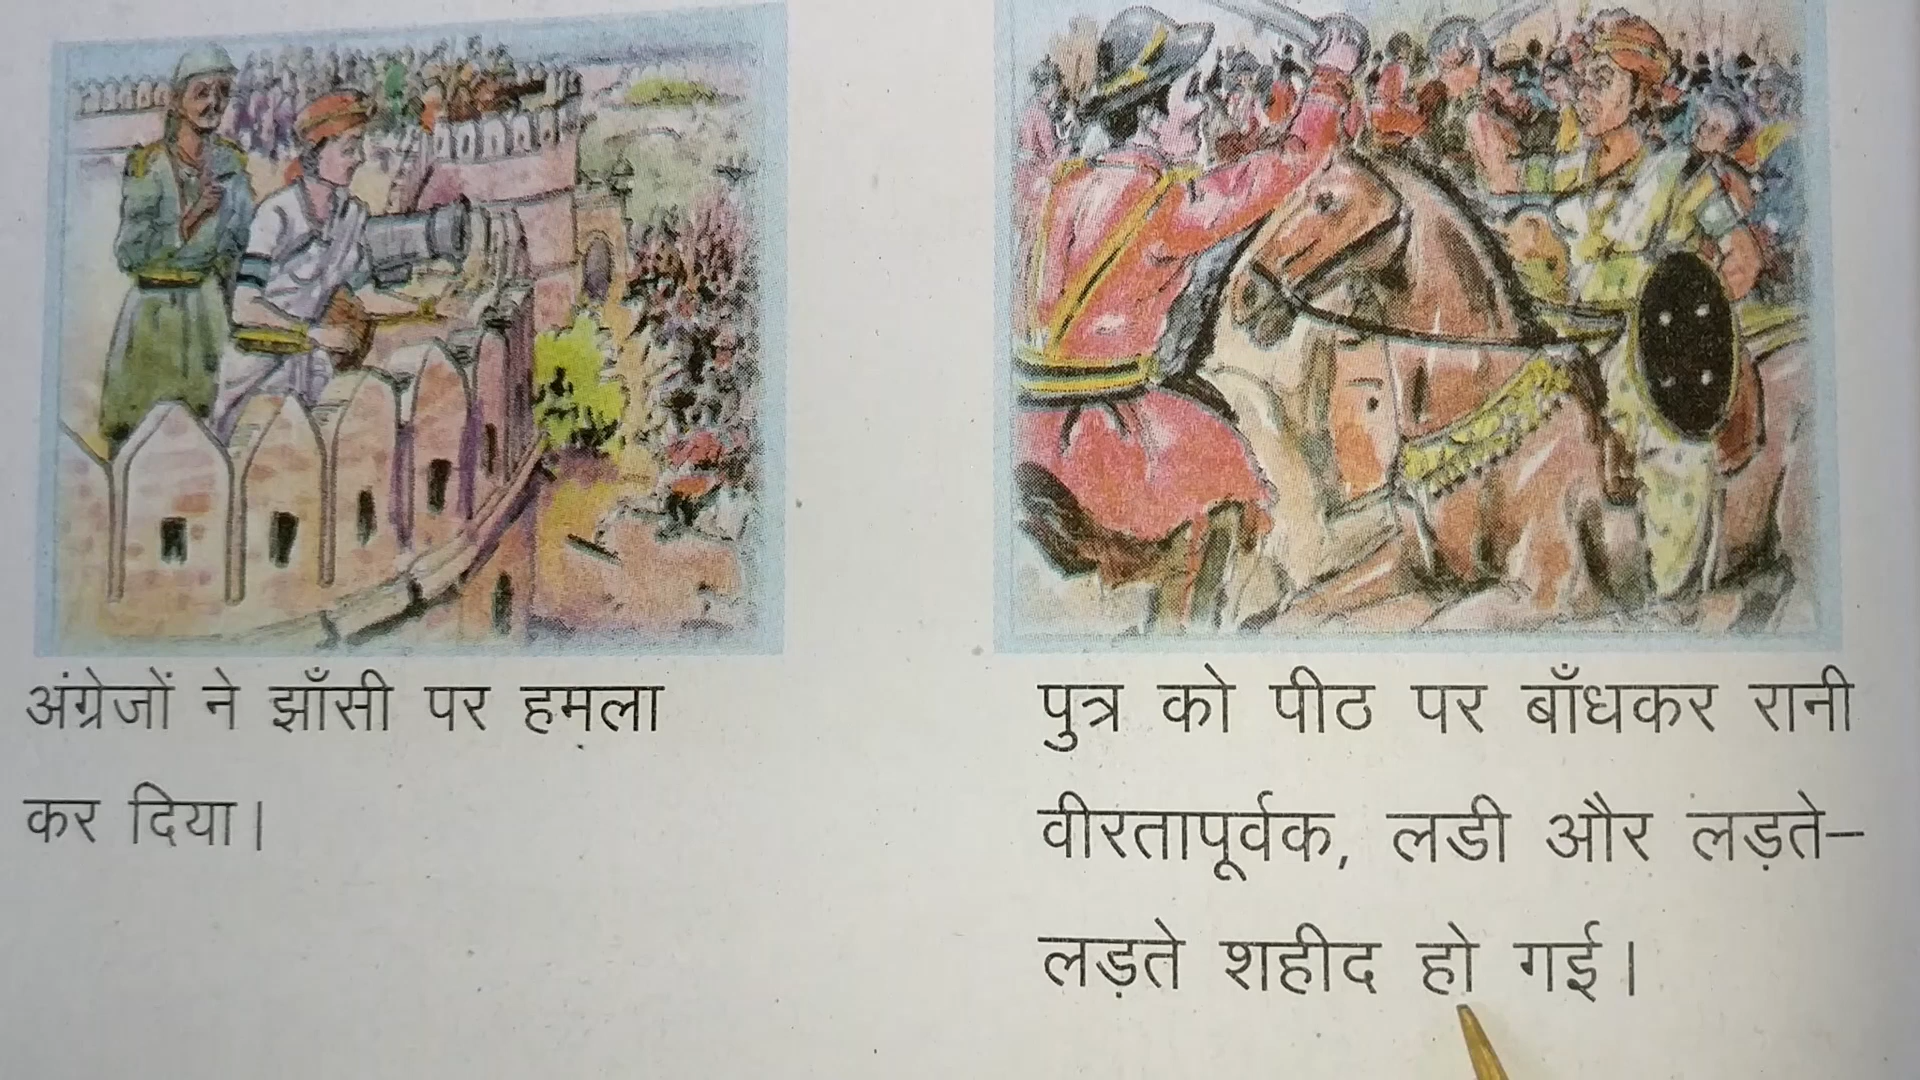 अंग्रेजों ने झाँसी पर हमला
कर दिया।
पुत्र को पीठ पर बाँधकर रानी
वीरतापूर्वक, लडी और लड़ते–
लड़ते शहीद हो गई।